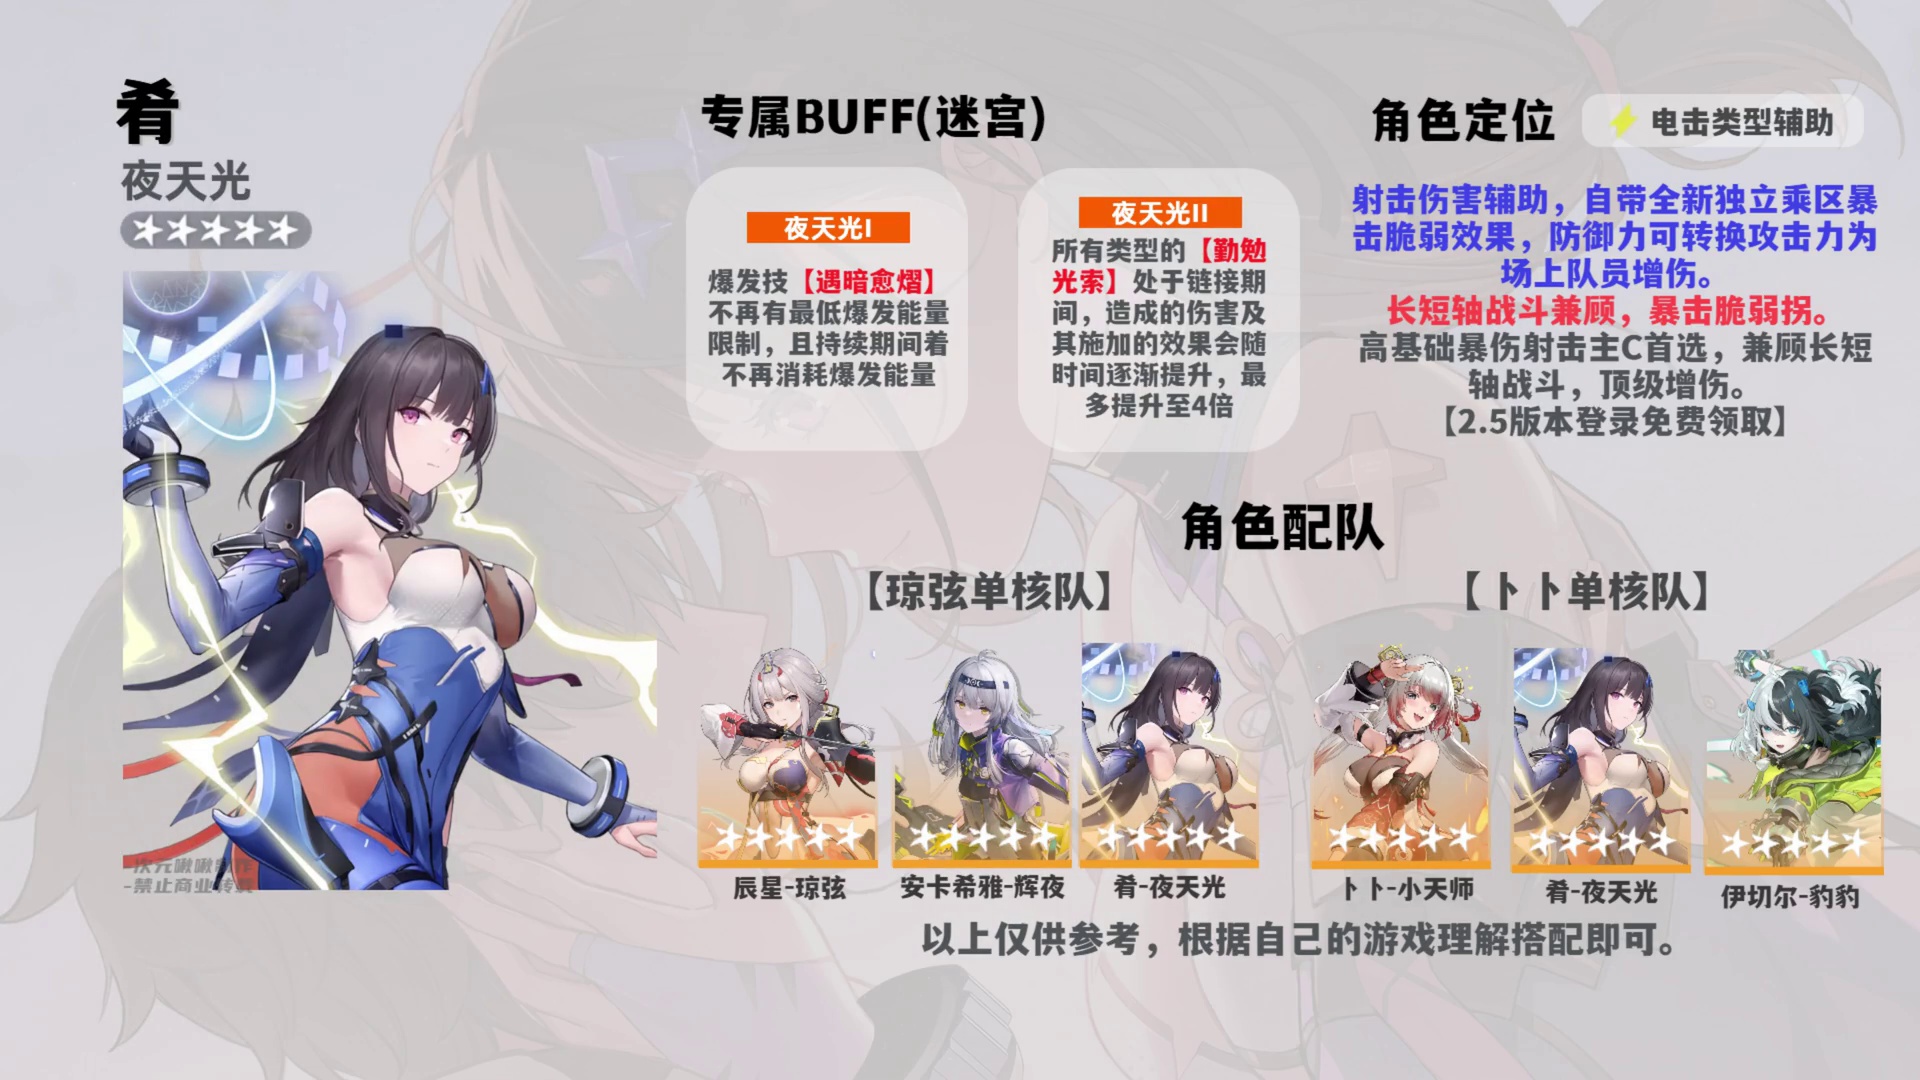 肴
夜天光
专属BUFF(迷宫)
夜天光I
爆发技【遇暗愈熠】
不再有最低爆发能量
限制，且持续期间着
不再消耗爆发能量
夜天光II
所有类型的【勤勉
光索】处于链接期
间，造成的伤害及
其施加的效果会随
时间逐渐提升，最
多提升至4倍
角色定位
电击类型辅助
射击伤害辅助，自带全新独立乘区暴
击脆弱效果，防御力可转换攻击力为
场上队员增伤。
长短轴战斗兼顾，暴击脆弱拐。
高基础暴伤射击主C首选，兼顾长短
轴战斗，顶级增伤。
【2.5版本登录免费领取】
角色配队
【琼弦单核队】
【卜卜单核队】
辰星-琼弦
安卡希雅-辉夜
肴-夜天光
卜卜-小天师
肴-夜天光
伊切尔-豹豹
以上仅供参考，根据自己的游戏理解搭配即可。
-次元啾啾制作
-禁止商业转载